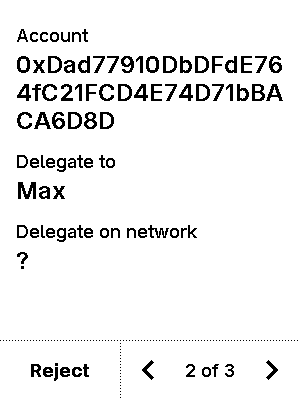 Account
0xDad77910DbDFdE76
4fC21FCD4E74D71bBA
CA6D8D
Delegate to
Max
Delegate on network
?
Reject
2 of 3